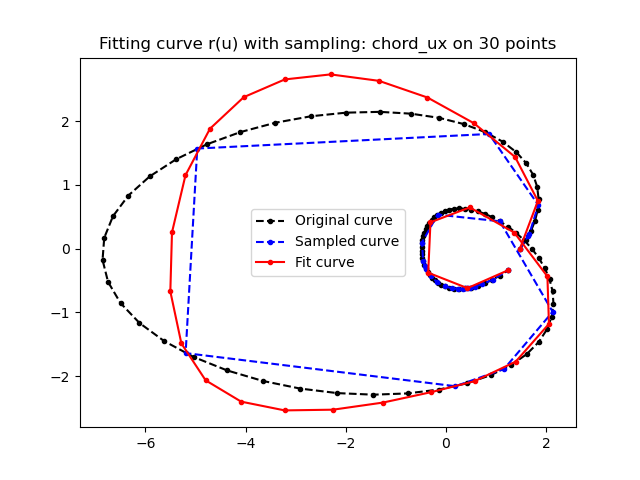 Fitting curve r(u) with sampling: chord_ux on 30 points
2
1
0
−1
−2
Original curve
Sampled curve
Fit curve
−6 −4 −2 0 2